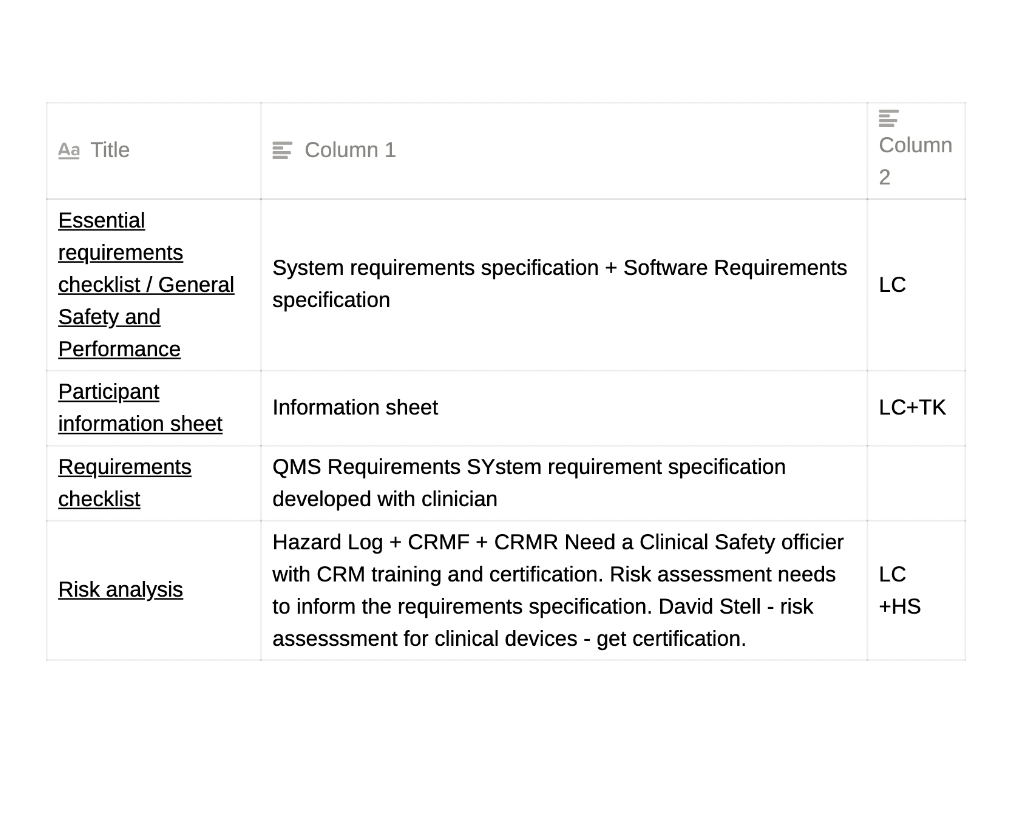 Aa Title
Column 1
Column
2
Essential
requirements
checklist / General
Safety and
Performance
System requirements specification + Software Requirements
specification
LC
Participant
information sheet
Information sheet
LC+TK
Requirements
checklist
QMS Requirements SYstem requirement specification
developed with clinician
Risk analysis
Hazard Log + CRMF + CRMR Need a Clinical Safety officier
with CRM training and certification. Risk assessment needs
to inform the requirements specification. David Stell - risk
assesssment for clinical devices - get certification.
LC
+HS